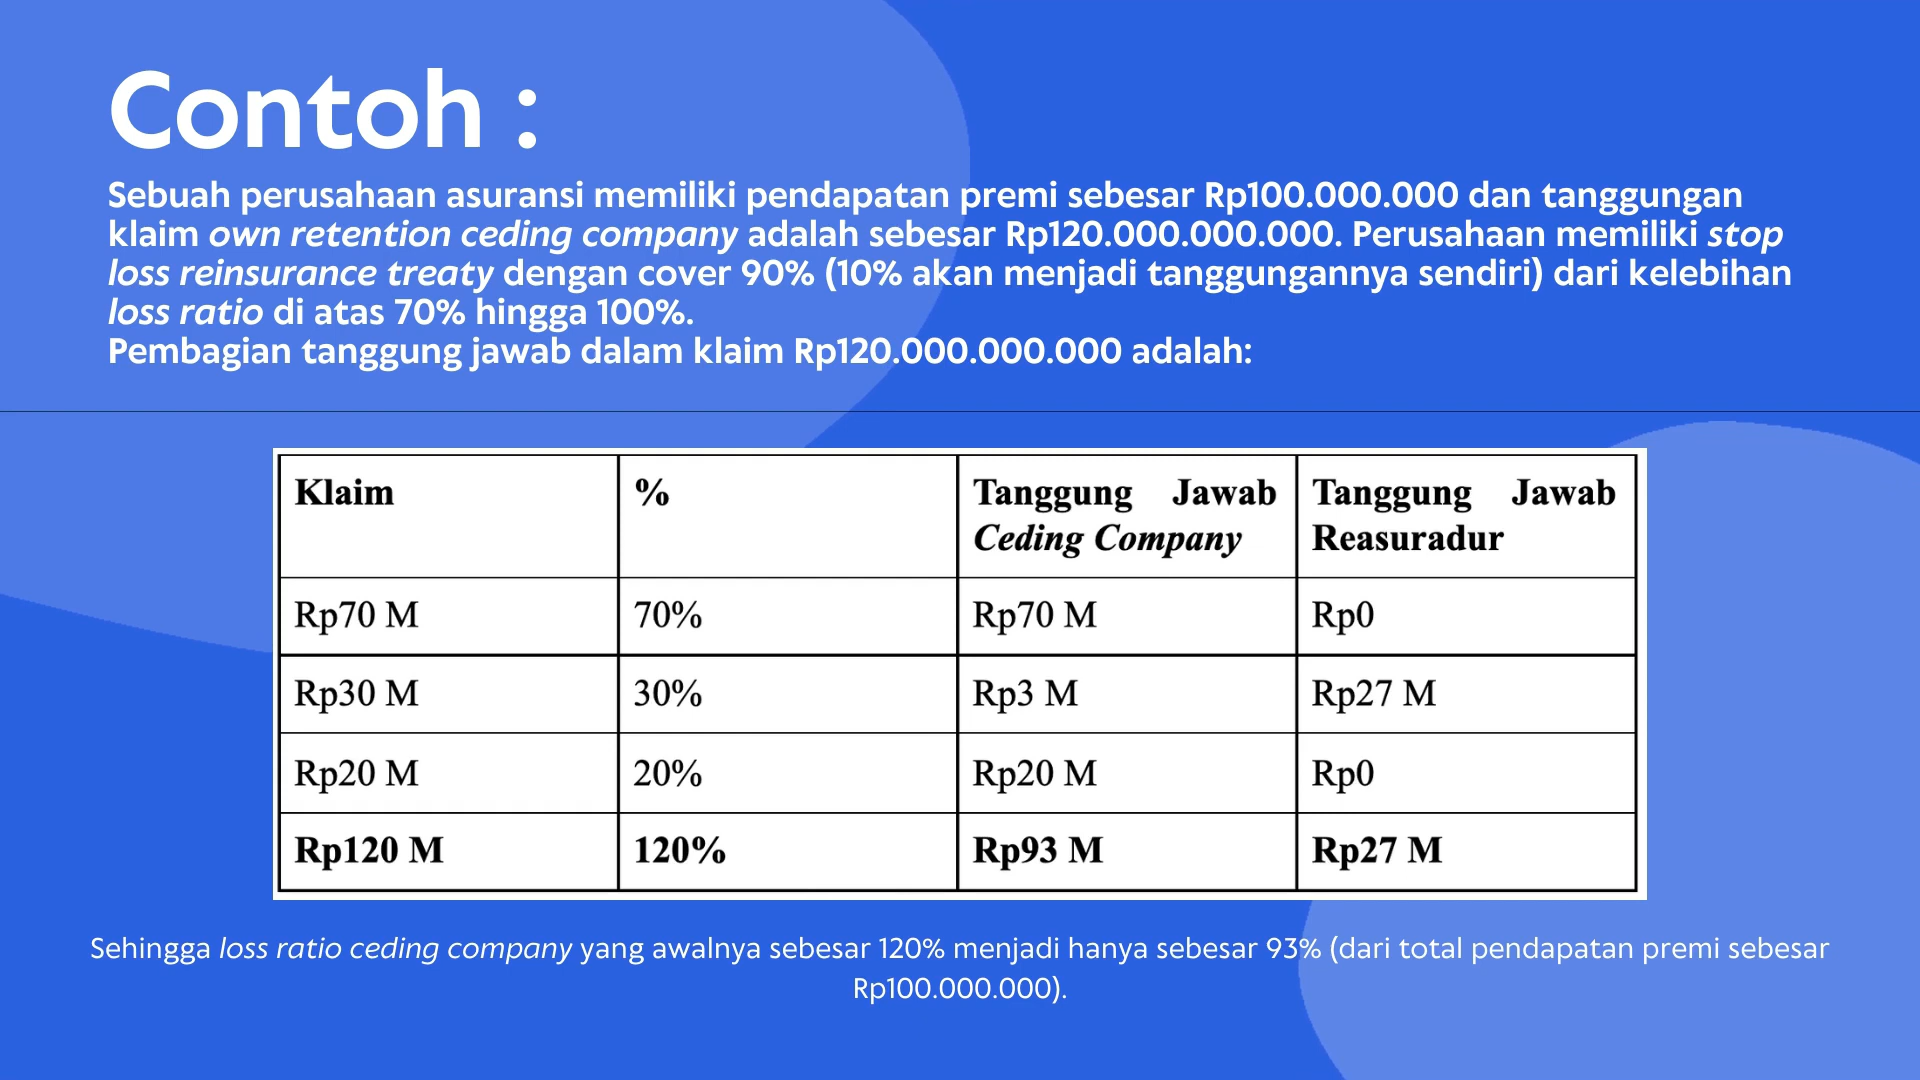 Contoh :
Sebuah perusahaan asuransi memiliki pendapatan premi sebesar Rp100.000.000 dan tanggungan
klaim own retention ceding company adalah sebesar Rp120.000.000.000. Perusahaan memiliki stop
loss reinsurance treaty dengan cover 90% (10% akan menjadi tanggungannya sendiri) dari kelebihan
loss ratio di atas 70% hingga 100%.
Pembagian tanggung jawab dalam klaim Rp120.000.000.000 adalah:
Klaim % Tanggung Jawab Ceding Company Tanggung Jawab Reasuradur
Rp70 M 70% Rp70 M Rp0
Rp30 M 30% Rp3 M Rp27 M
Rp20 M 20% Rp20 M Rp0
Rp120 M 120% Rp93 M Rp27 M
Sehingga loss ratio ceding company yang awalnya sebesar 120% menjadi hanya sebesar 93% (dari total pendapatan premi sebesar
Rp100.000.000).